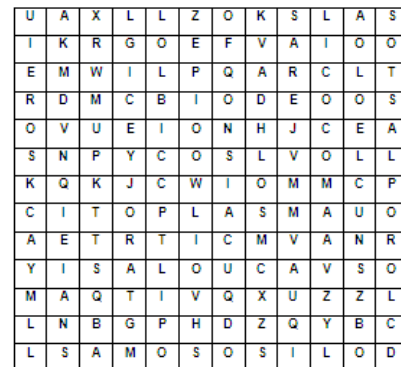 U A X L L Z O K S L A S
I K R G O E F V A I O O
E M W I L P Q A R C L T
R D M C B I O D E O O S
O V U E I O N H J C E A
S N P Y C O S L V O L L
K Q K J C W I O M M C P
C I T O P L A S M A U O
A E T R T I C M V A N R
Y I S A L O U C A V S O
M A Q T I V Q X U Z Z L
L N B G P H D Z Q Y B C
L S A M O S O S I L O D